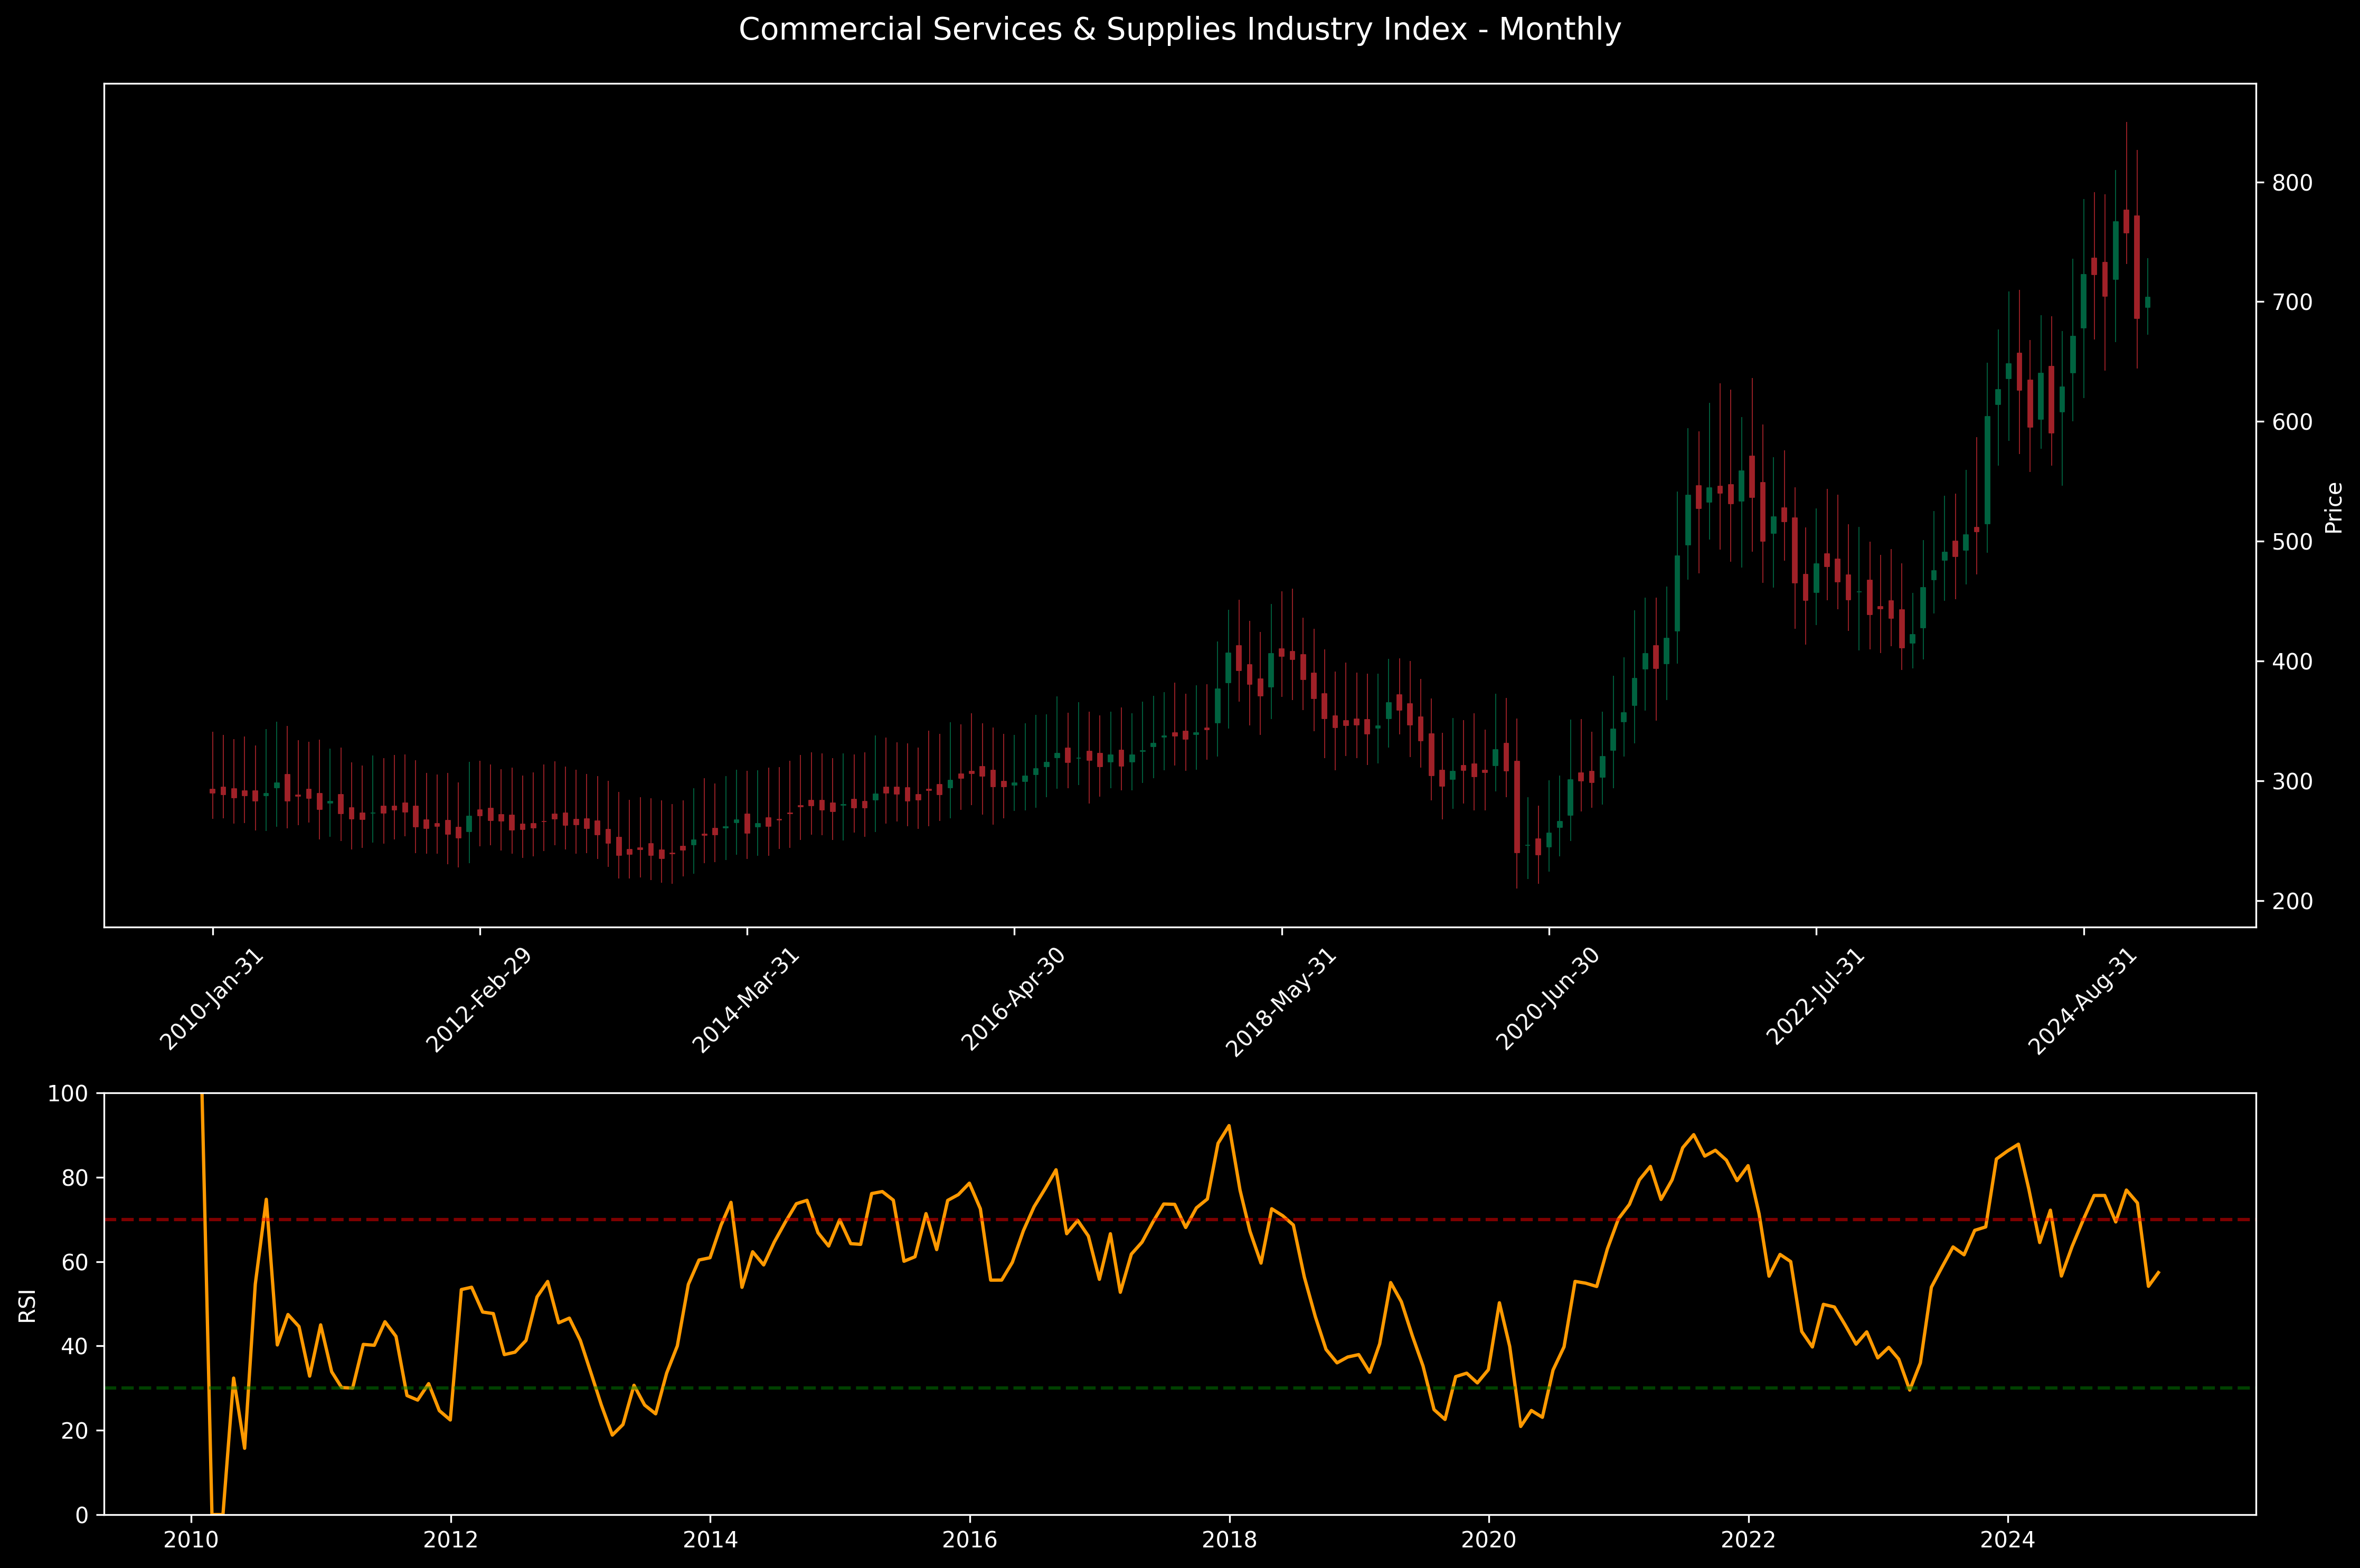 Commercial Services & Supplies Industry Index - Monthly
800
700
600
500
400
300
200
Price
2010-Jan-31
2012-Feb-29
2014-Mar-31
2016-Apr-30
2018-May-31
2020-Jun-30
2022-Jul-31
2024-Aug-31
100
80
60
40
20
0
RSI
2010
2012
2014
2016
2018
2020
2022
2024